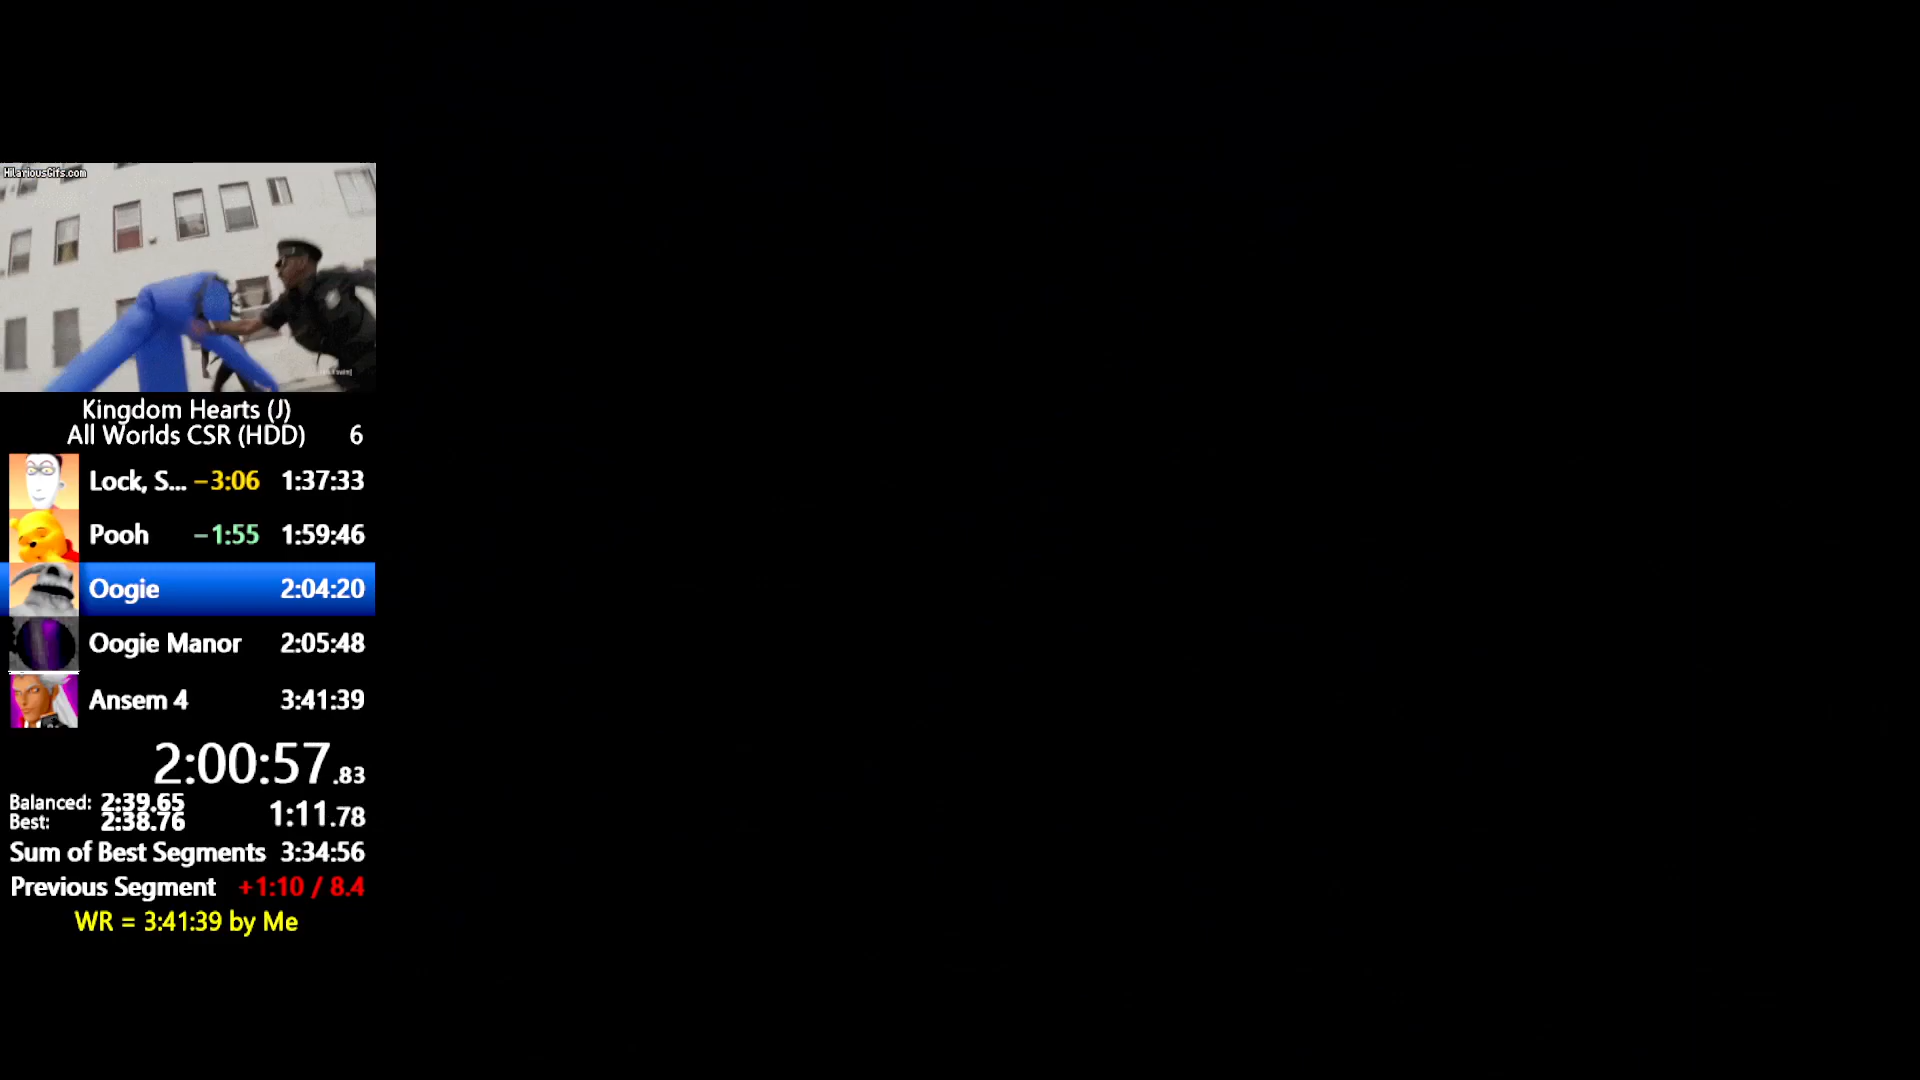 HilariousGifs.com
Kingdom Hearts (J)
All Worlds CSR (HDD) 6
Lock, S... −3:06 1:37:33
Pooh −1:55 1:59:46
Oogie 2:04:20
Oogie Manor 2:05:48
Ansem 4 3:41:39
2:00:57.83
Balanced: 2:39.65
Best: 2:38.76
1:11.78
Sum of Best Segments 3:34:56
Previous Segment +1:10 / 8.4
WR = 3:41:39 by Me